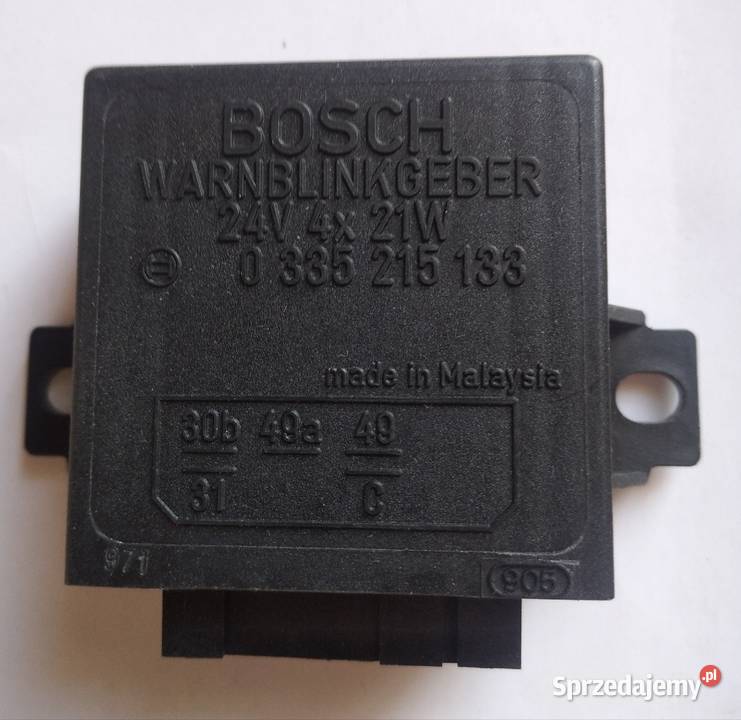 BOSCH
WARNBLINKGEBER
24V 4x 21W
0 335 215 133
made in Malaysia
30b 49a 49
31 C
971 905
Sprzedajemy.pl